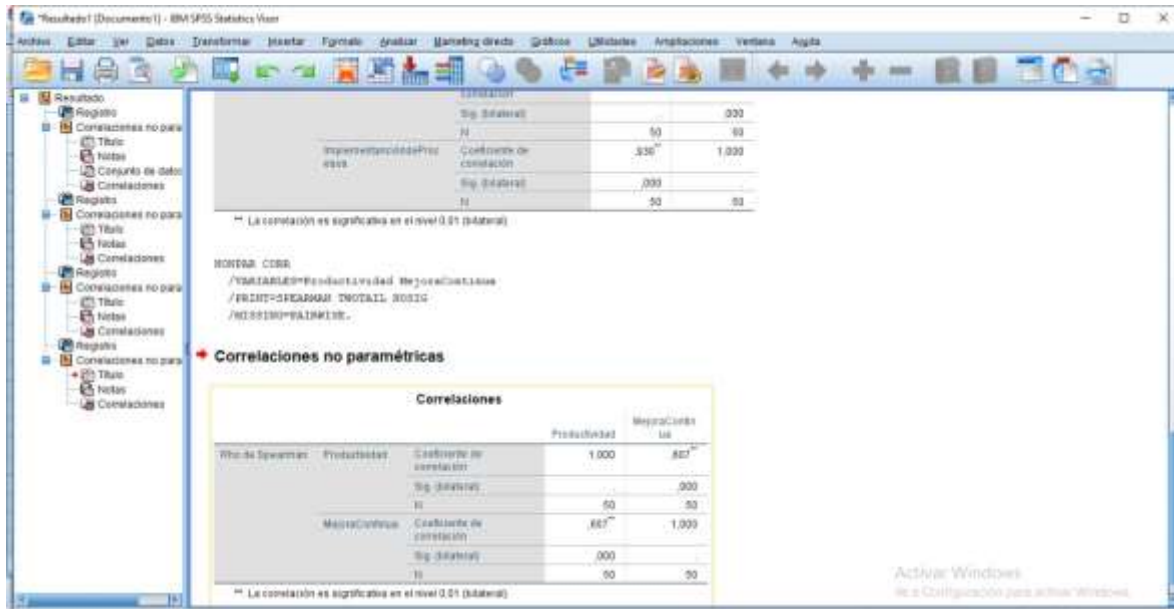 *Resultado1 [Documento1] - IBM SPSS Statistics Visor
Archivo Editar Ver Datos Transformar Insertar Formato Analizar Marketing directo Gráficos Utilidades Ampliaciones Ventana Ayuda
Resultado
Registro
Correlaciones no para
Título
Notas
Conjunto de datos
Correlaciones
Registro
Correlaciones no para
Título
Notas
Correlaciones
Registro
Correlaciones no para
Título
Notas
Correlaciones
Registro
Correlaciones no para
Título
Notas
Correlaciones
correlación
Sig. (bilateral) ,000
N 50 50
Coeficiente de correlación 1,000
Sig. (bilateral) ,000 .
N 50 50
**. La correlación es significativa en el nivel 0,01 (bilateral).
NONPAR CORR
/VARIABLES=Productividad MejoraContinua
/PRINT=SPEARMAN TWOTAIL NOSIG
/MISSING=PAIRWISE.
Correlaciones no paramétricas
Correlaciones
Productividad MejoraContinua
Rho de Spearman Productividad Coeficiente de correlación 1,000
Sig. (bilateral) . ,000
N 50 50
MejoraContinua Coeficiente de correlación 1,000
Sig. (bilateral) ,000 .
N 50 50
**. La correlación es significativa en el nivel 0,01 (bilateral).
Activar Windows
Ve a Configuración para activar Windows.